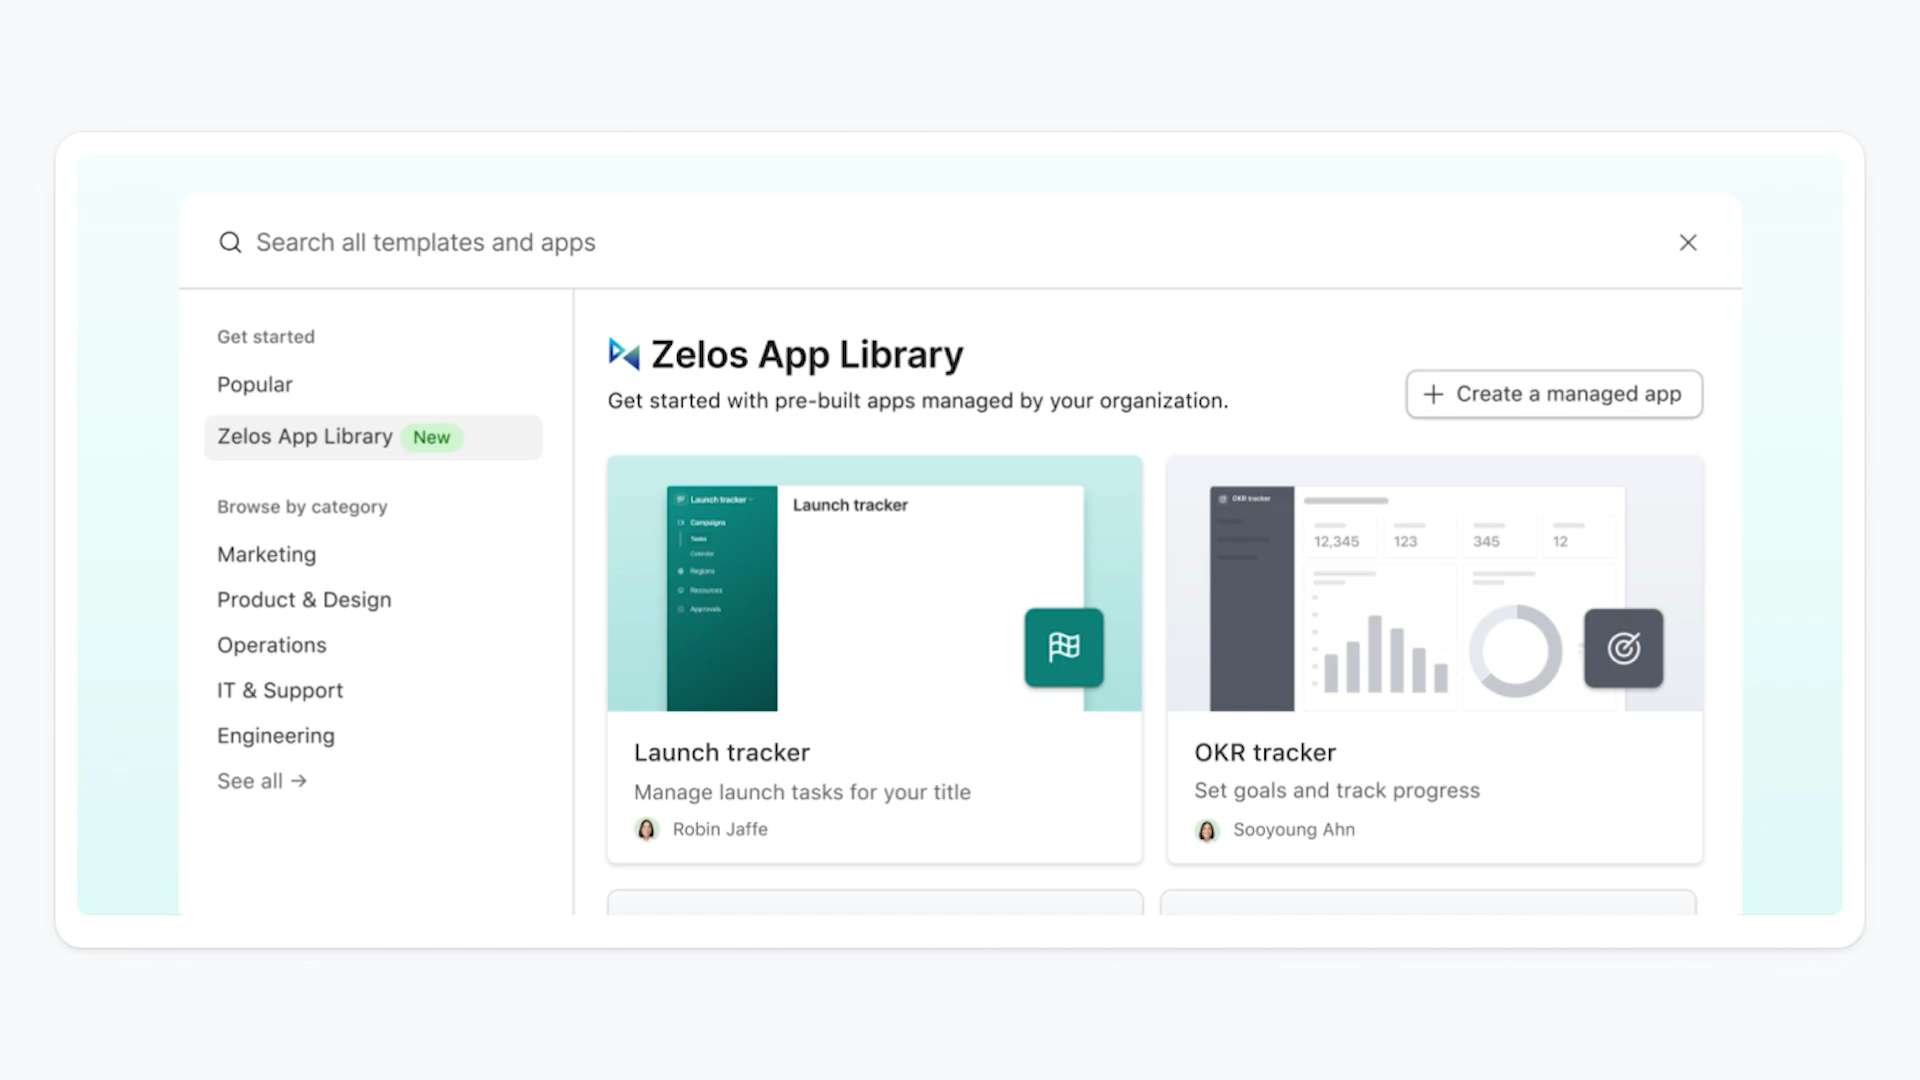 Search all templates and apps
Get started
Popular
Zelos App Library New
Browse by category
Marketing
Product & Design
Operations
IT & Support
Engineering
See all →
Zelos App Library
Get started with pre-built apps managed by your organization.
+ Create a managed app
Launch tracker
Campaigns
Tasks
Calendar
Regions
Resources
Approvals
Launch tracker
Launch tracker
Manage launch tasks for your title
Robin Jaffe
OKR tracker
12,345
123
345
12
OKR tracker
Set goals and track progress
Sooyoung Ahn